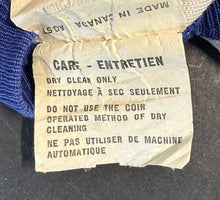 MADE IN CANADA
CARE - ENTRETIEN
DRY CLEAN ONLY
NETTOYAGE À SEC SEULEMENT
DO NOT USE THE COIN
OPERATED METHOD OF DRY
CLEANING
NE PAS UTILISER DE MACHINE
AUTOMATIQUE